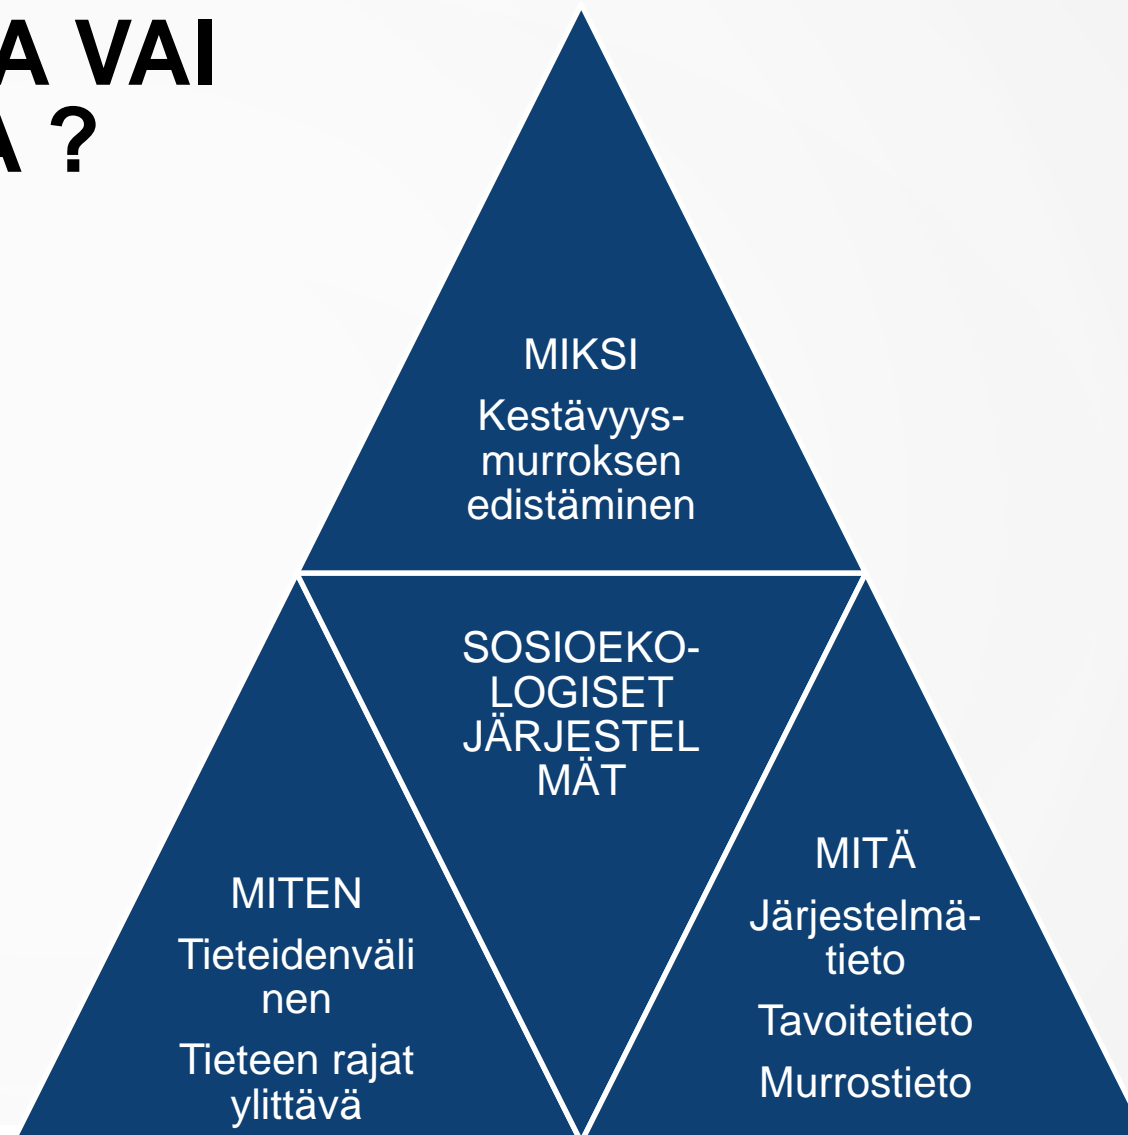 A VAI
A ?
MIKSI
Kestävyys-
murroksen
edistäminen
SOSIOEKO-
LOGISET
JÄRJESTEL
MÄT
MITEN
Tieteidenväli
nen
Tieteen rajat
ylittävä
MITÄ
Järjestelmä-
tieto
Tavoitetieto
Murrostieto